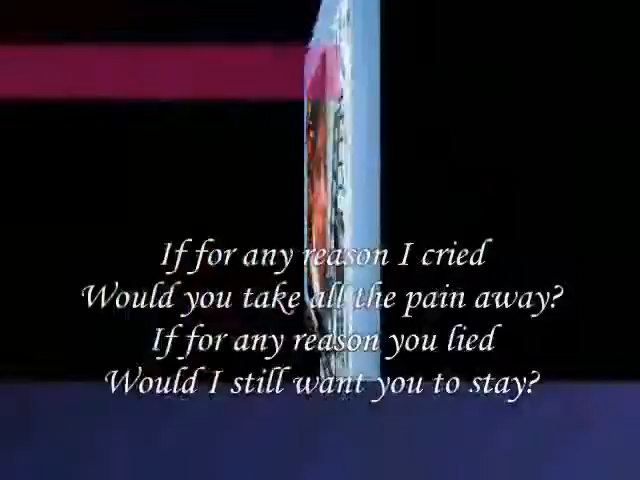 If for any reason I cried
Would you take all the pain away?
If for any reason you lied
Would I still want you to stay?